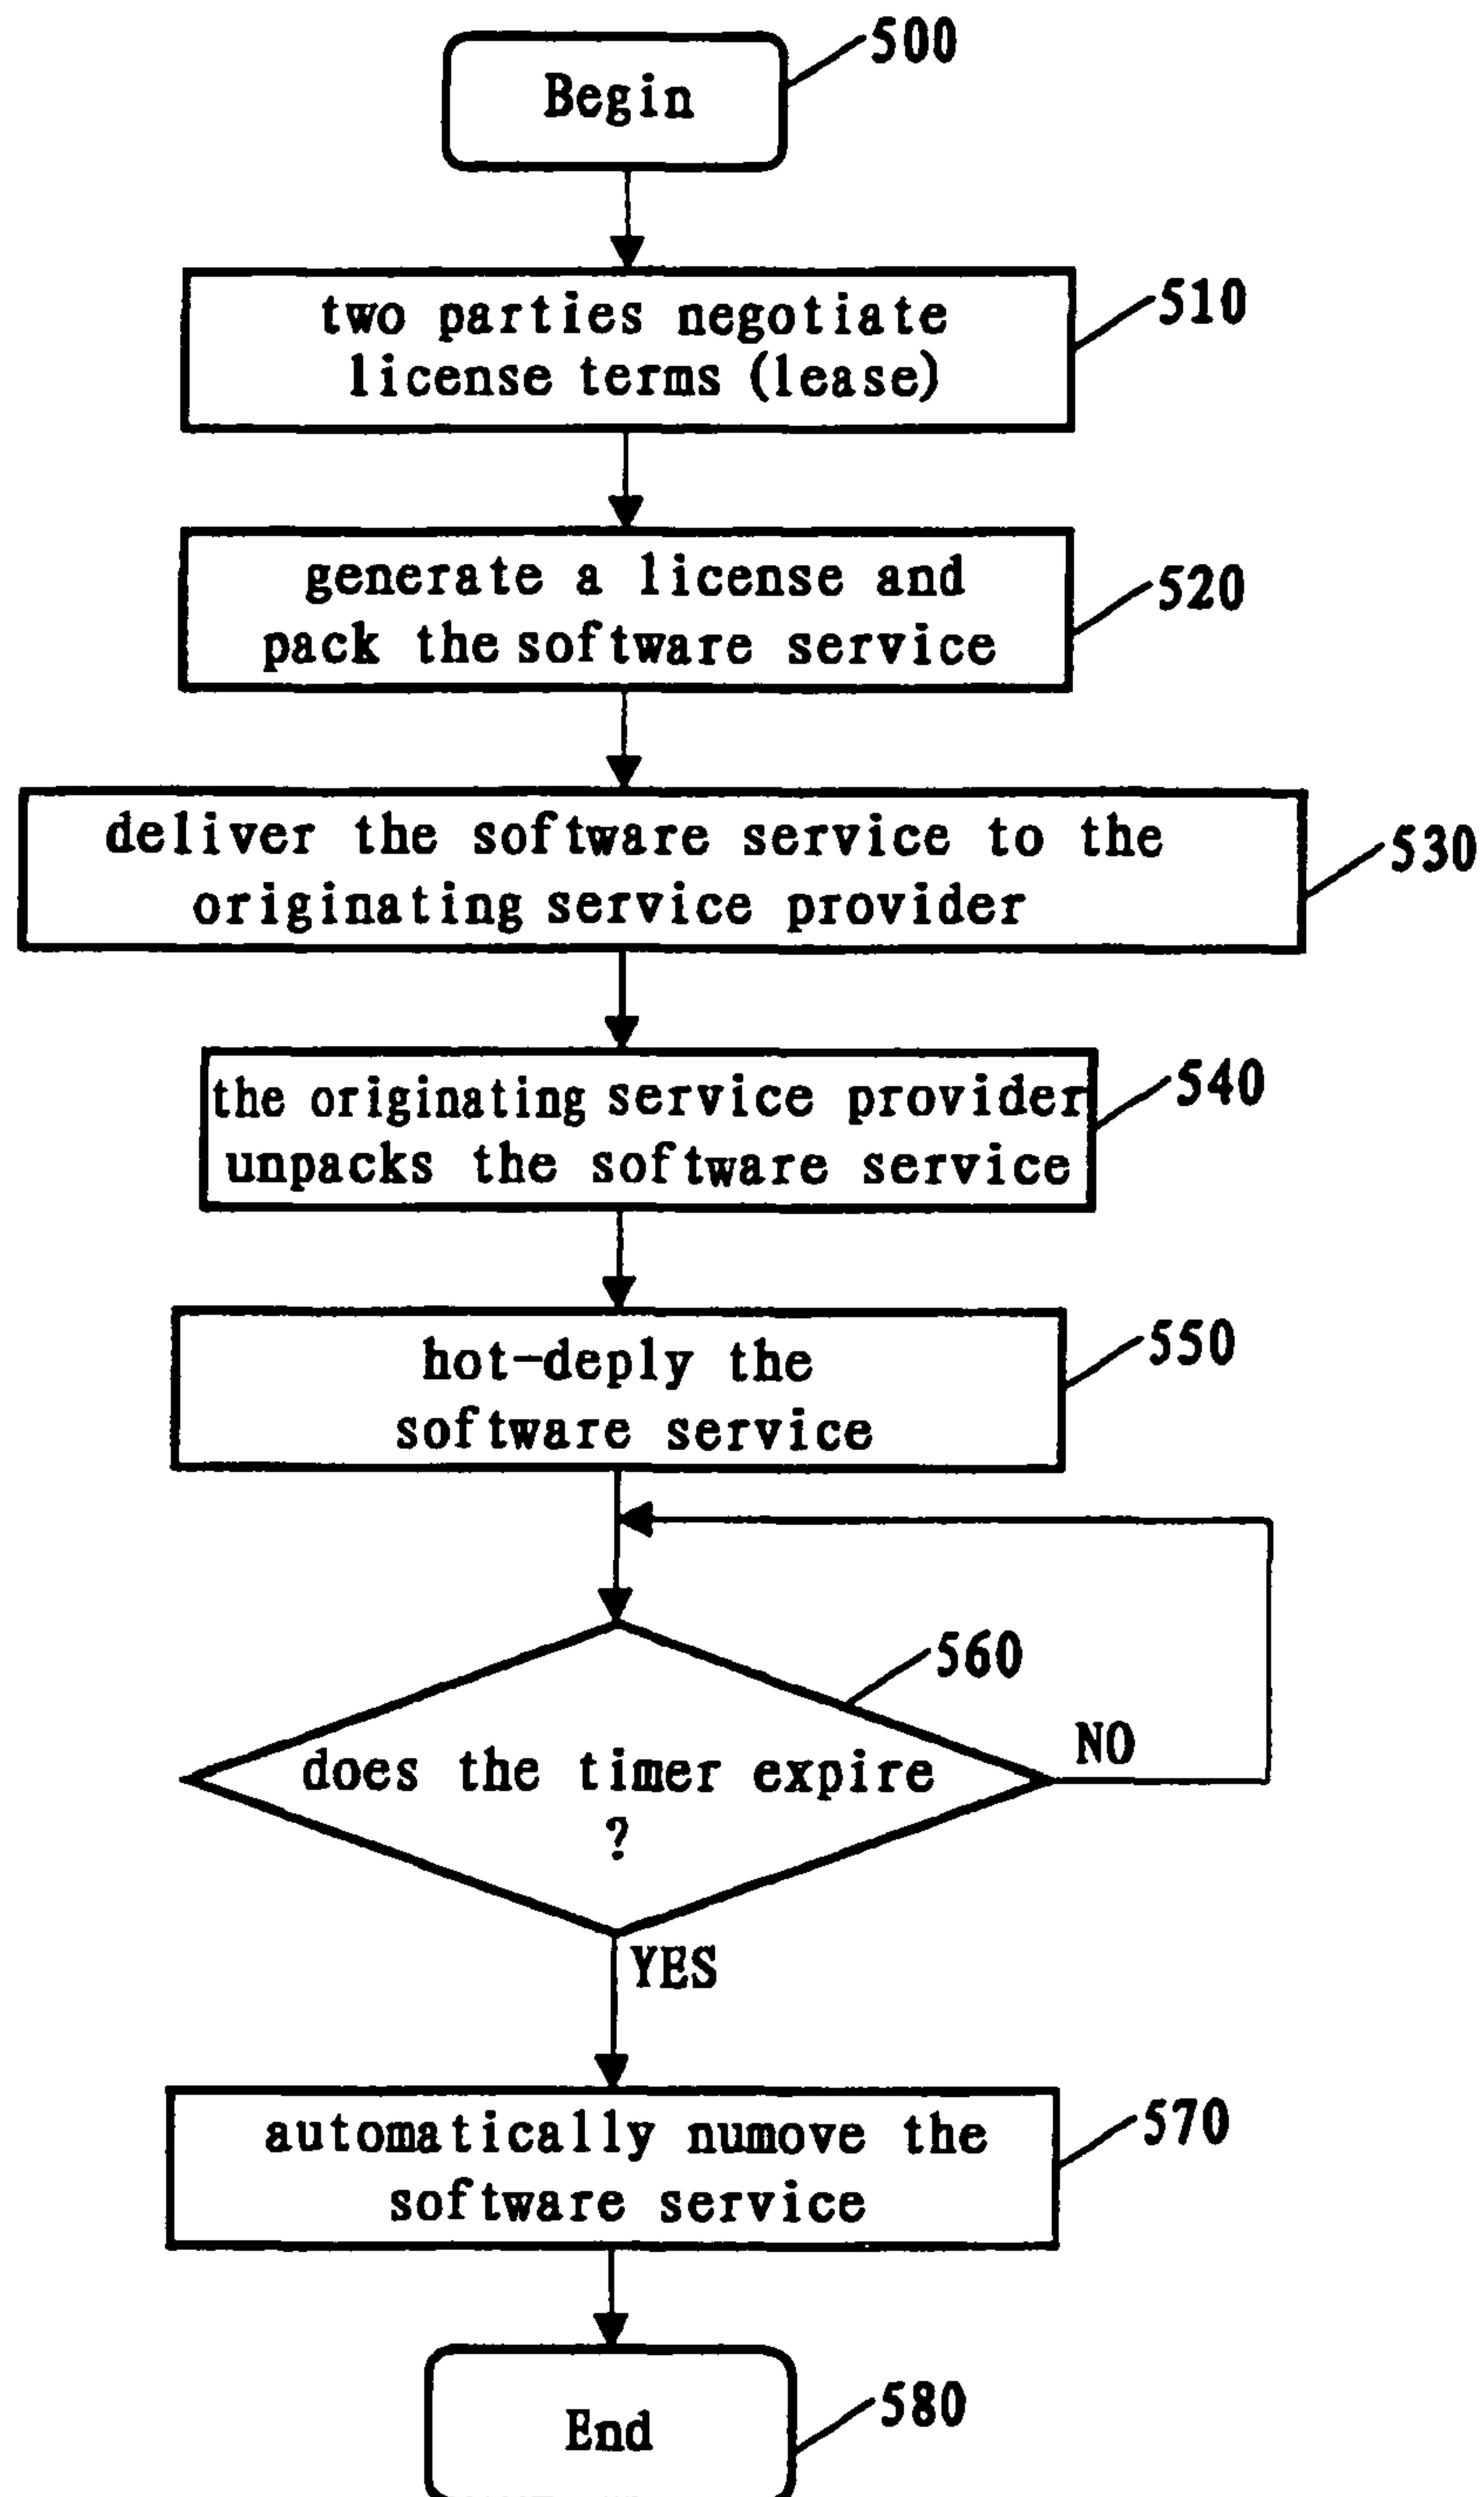 Begin
500
two parties negotiate
license terms (lease)
510
generate a license and
pack the software service
520
deliver the software service to the
originating service provider
530
the originating service provider
unpacks the software service
540
hot-deply the
software service
550
560
does the timer expire
?
NO
YES
automatically numove the
software service
570
End
580